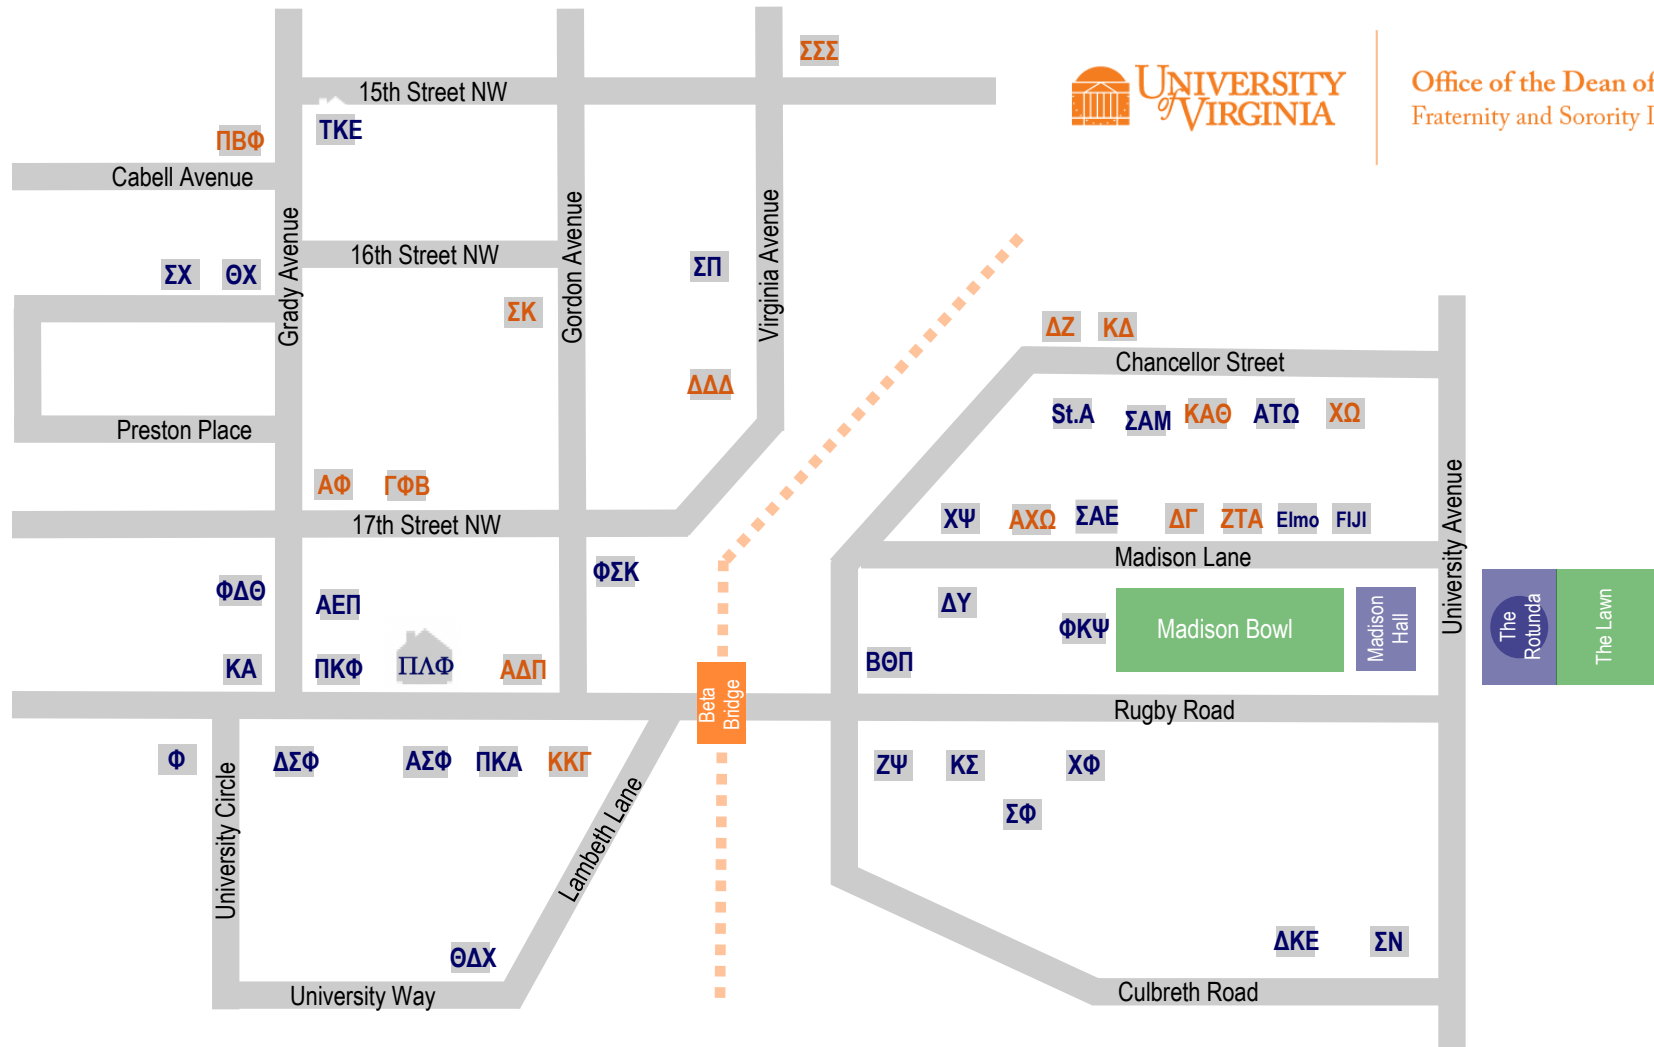 ΣΣΣ
UNIVERSITY
of VIRGINIA
Office of the Dean of
Fraternity and Sorority
15th Street NW
ΤΚΕ
ΠΒΦ
Cabell Avenue
Grady Avenue
Gordon Avenue
Virginia Avenue
16th Street NW
ΣΧ
ΘΧ
ΣΠ
ΣΚ
ΔΖ
ΚΔ
Chancellor Street
ΔΔΔ
St.A
ΣΑΜ
ΚΑΘ
ΑΤΩ
ΧΩ
Preston Place
ΑΦ
ΓΦΒ
17th Street NW
ΧΨ
ΑΧΩ
ΣΑΕ
ΔΓ
ΖΤΑ
Elmo
FIJI
University Avenue
Madison Lane
ΦΣΚ
ΦΔΘ
ΑΕΠ
ΔΥ
ΦΚΨ
Madison Bowl
Madison
Hall
The
Rotunda
The Lawn
ΚΑ
ΠΚΦ
ΠΛΦ
ΑΔΠ
ΒΘΠ
Beta
Bridge
Rugby Road
Φ
ΔΣΦ
ΑΣΦ
ΠΚΑ
ΚΚΓ
ΖΨ
ΚΣ
ΧΦ
ΣΦ
University Circle
Lambeth Lane
ΘΔΧ
ΔΚΕ
ΣΝ
University Way
Culbreth Road